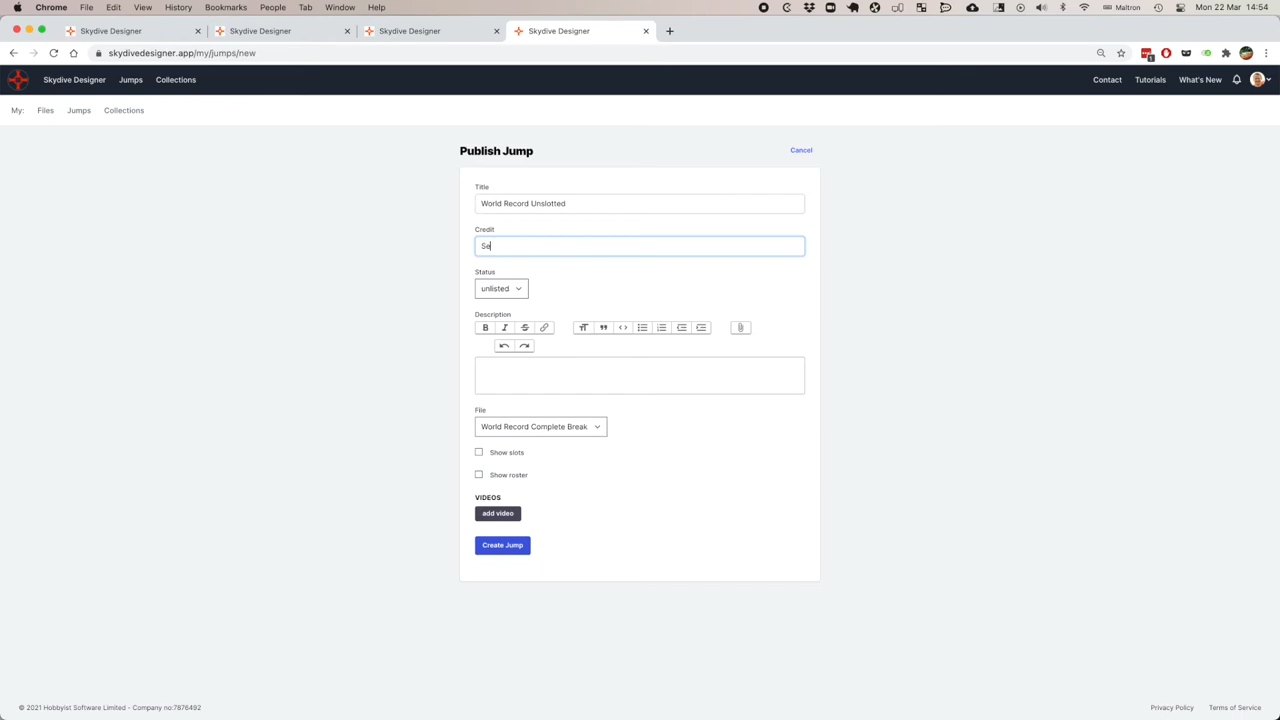 Chrome File Edit View History Bookmarks People Tab Window Help Maltron Mon 22 Mar 14:54
Skydive Designer Skydive Designer Skydive Designer Skydive Designer
skydivedesigner.app/my/jumps/new
Skydive Designer Jumps Collections Contact Tutorials What's New
My: Files Jumps Collections
Publish Jump Cancel
Title
World Record Unslotted
Credit
Se
Status
unlisted
Description
File
World Record Complete Break
Show slots
Show roster
VIDEOS
add video
Create Jump
© 2021 Hobbyist Software Limited - Company no:7876492 Privacy Policy Terms of Service